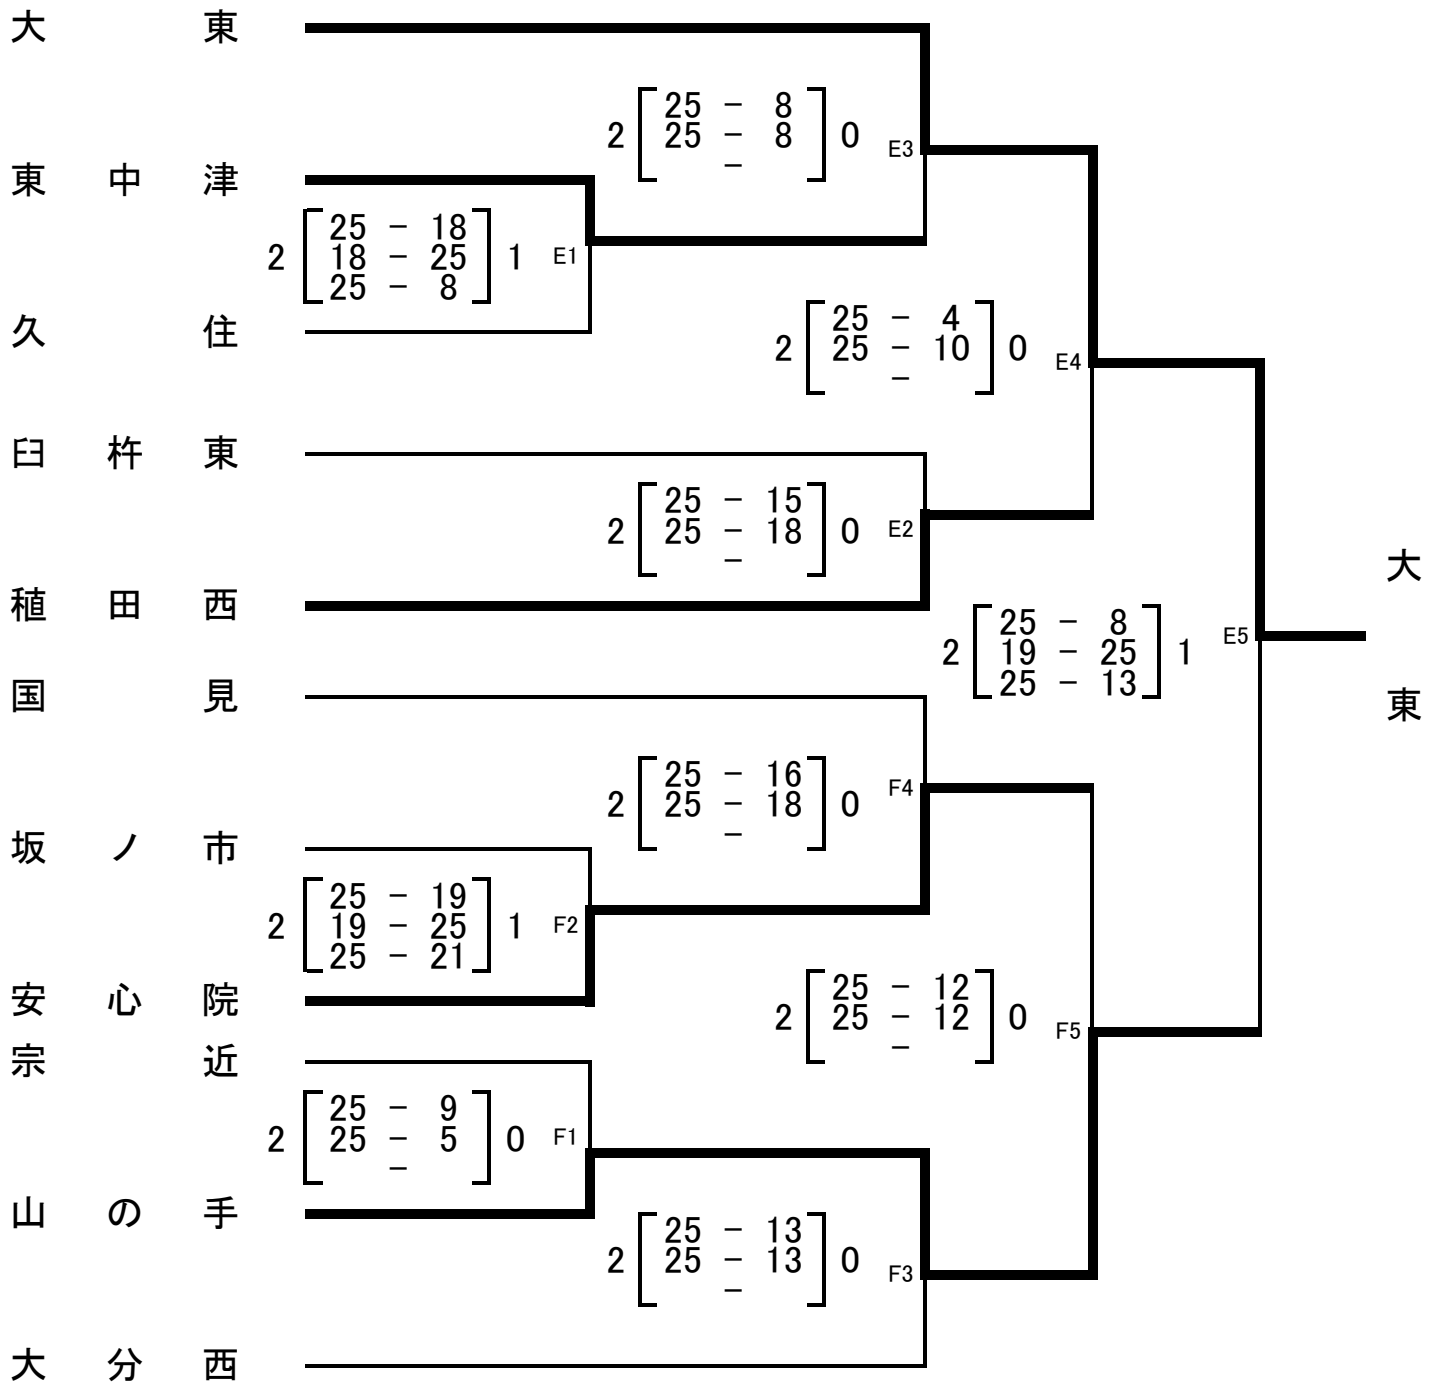 大東
25 - 8
2 25 - 8 0 E3
-
東中津
25 - 18
2 18 - 25 1 E1
25 - 8
久住
25 - 4
2 25 - 10 0 E4
-
臼杵東
25 - 15
2 25 - 18 0 E2
-
稙田西
25 - 8
2 19 - 25 1 E5
25 - 13
大東
国見
25 - 16
2 25 - 18 0 F4
-
坂ノ市
25 - 19
2 19 - 25 1 F2
25 - 21
安心院
25 - 12
2 25 - 12 0 F5
-
宗近
25 - 9
2 25 - 5 0 F1
-
山の手
25 - 13
2 25 - 13 0 F3
-
大分西